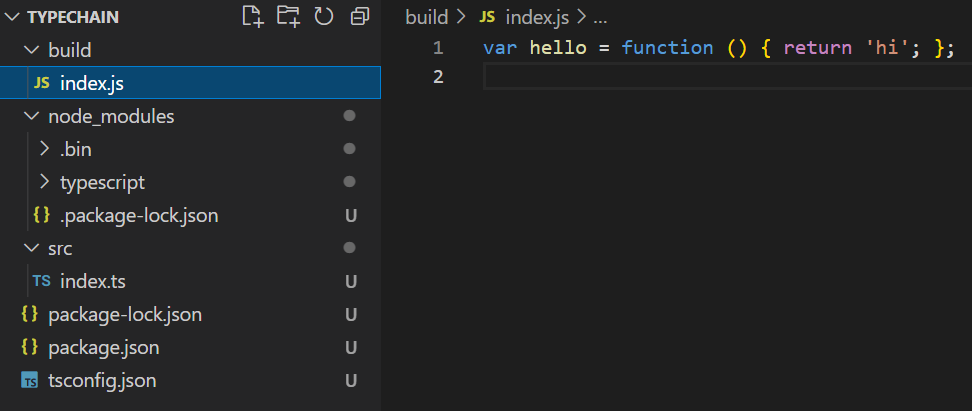 TYPECHAIN
build
JS index.js
node_modules
.bin
typescript
{} .package-lock.json U
src
TS index.ts U
{} package-lock.json U
{} package.json U
TS tsconfig.json U
build > JS index.js > ...
1 var hello = function () { return 'hi'; };
2